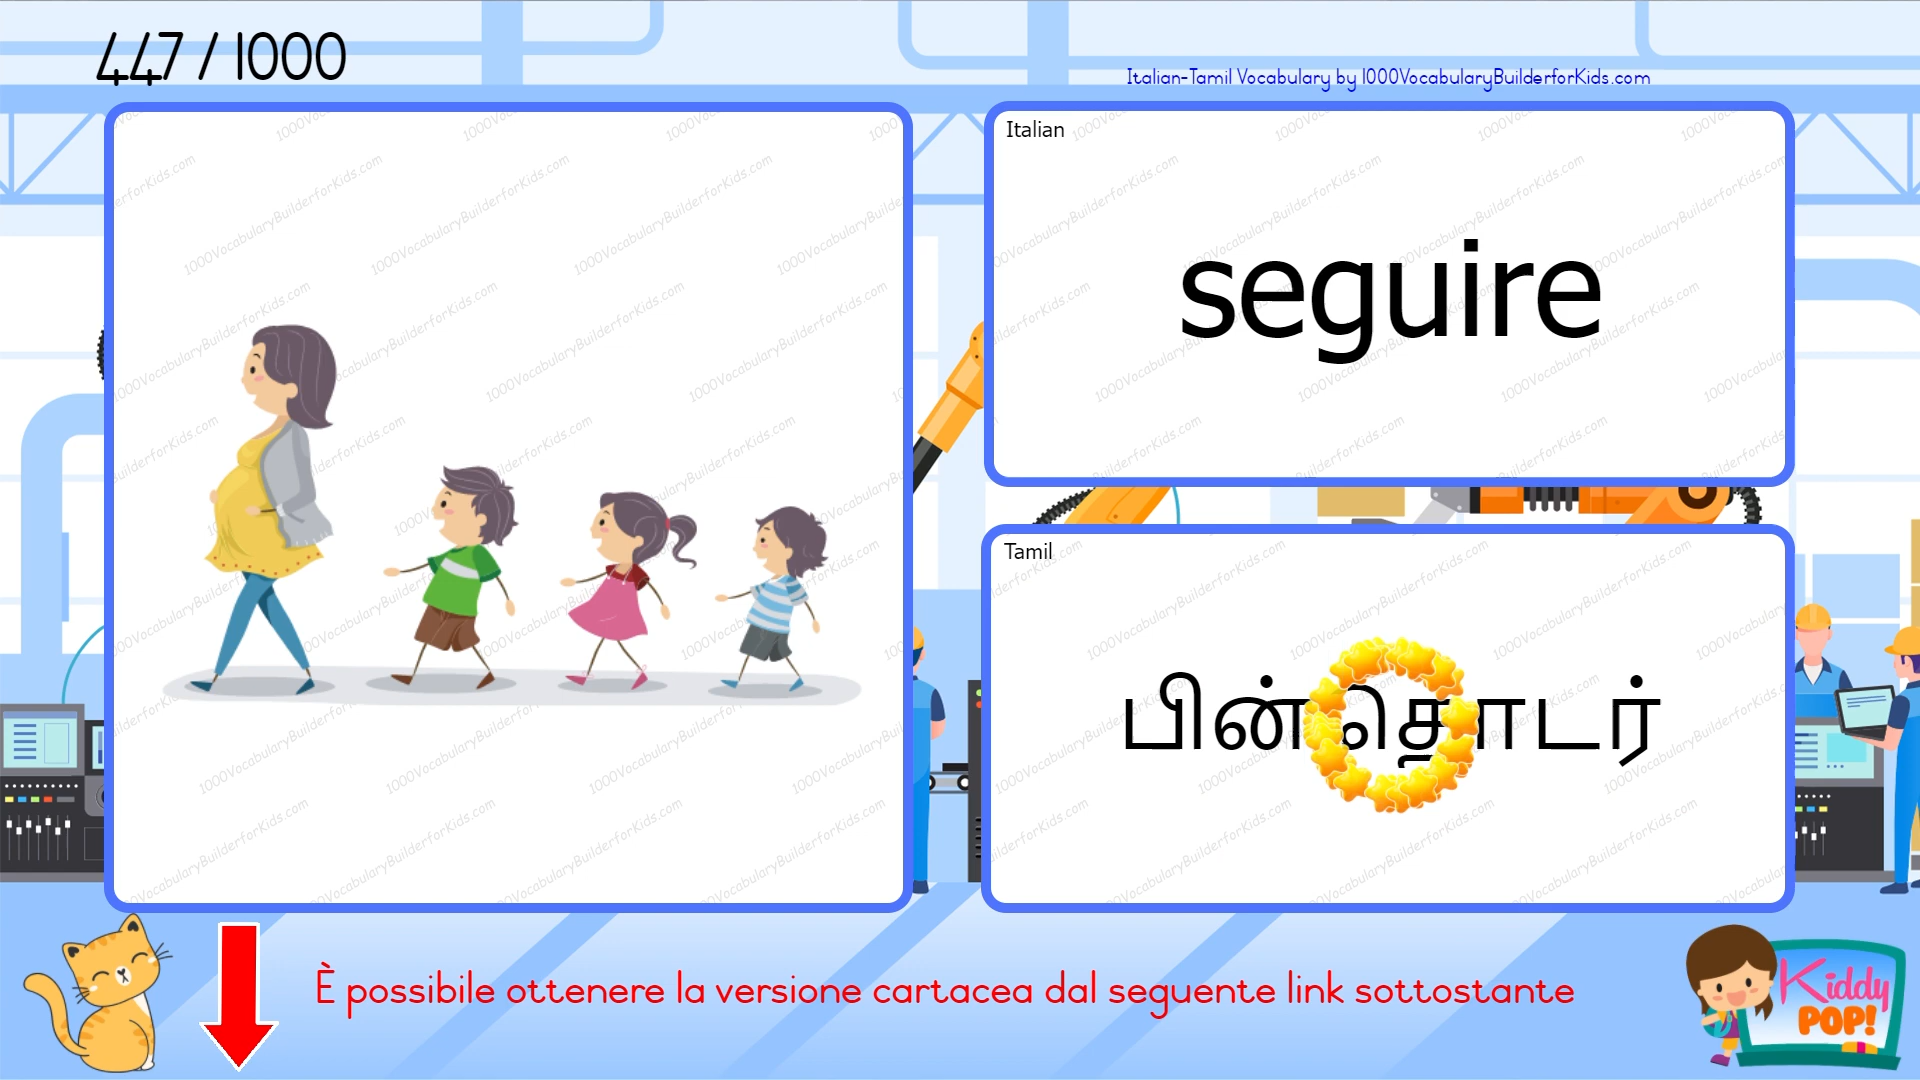 447 / 1000
Italian-Tamil Vocabulary by 1000VocabularyBuilderforKids.com
Italian
seguire
Tamil
பின்தொடர்
È possibile ottenere la versione cartacea dal seguente link sottostante
Kiddy
POP!